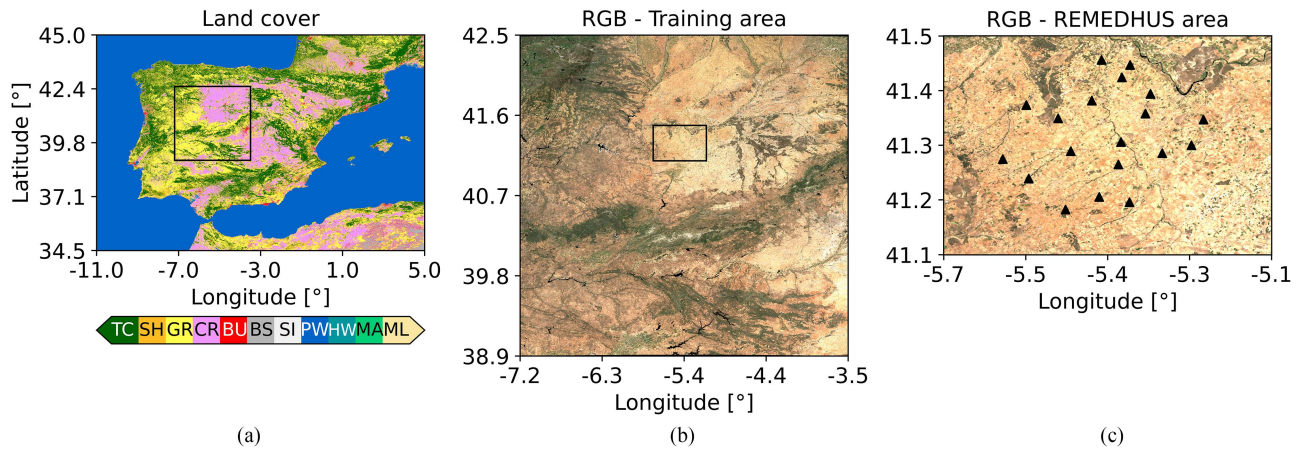 Land cover
45.0
42.4
39.8
37.1
34.5
Latitude [°]
-11.0 -7.0 -3.0 1.0 5.0
Longitude [°]
TC SH GR CR BU BS SI PW HW MA ML
(a)
RGB - Training area
42.5
41.6
40.7
39.8
38.9
-7.2 -6.3 -5.4 -4.4 -3.5
Longitude [°]
(b)
RGB - REMEDHUS area
41.5
41.4
41.3
41.2
41.1
-5.7 -5.5 -5.4 -5.3 -5.1
Longitude [°]
(c)